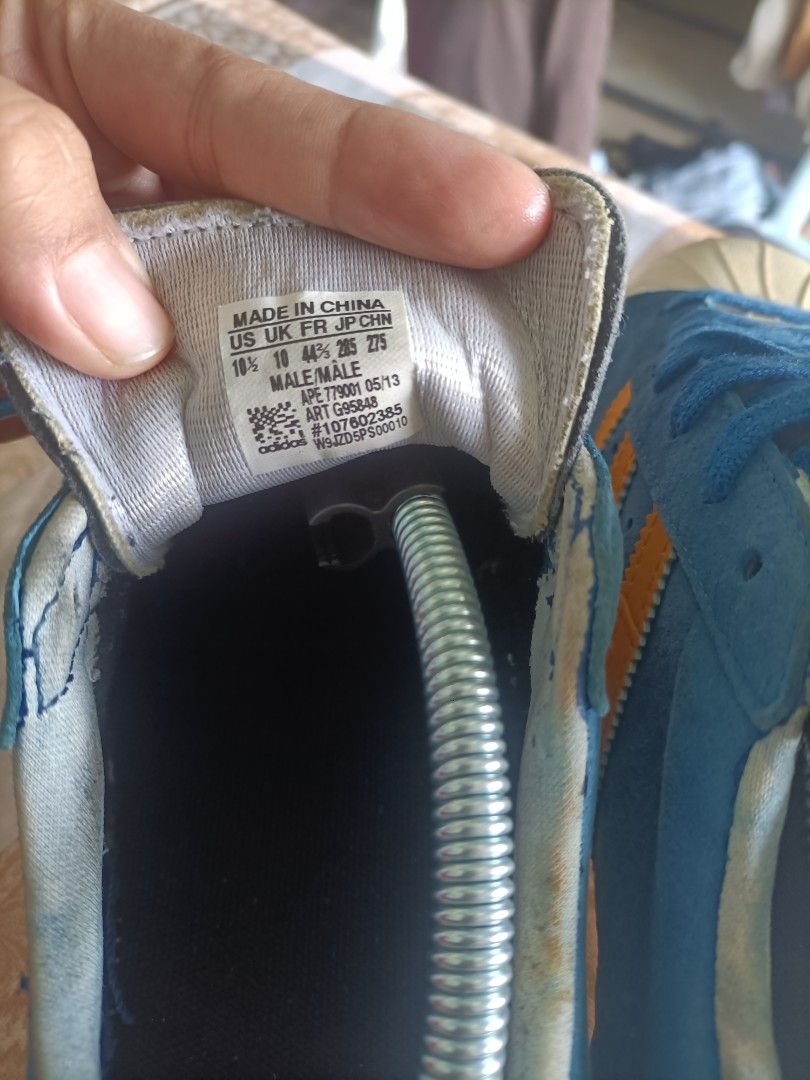 MADE IN CHINA
US UK FR JP CHN
10½ 10 44⅔ 285 275
MALE/MALE
APE 779001 05/13
ART G95848
#107602385
adidas W9JZD5PS00010